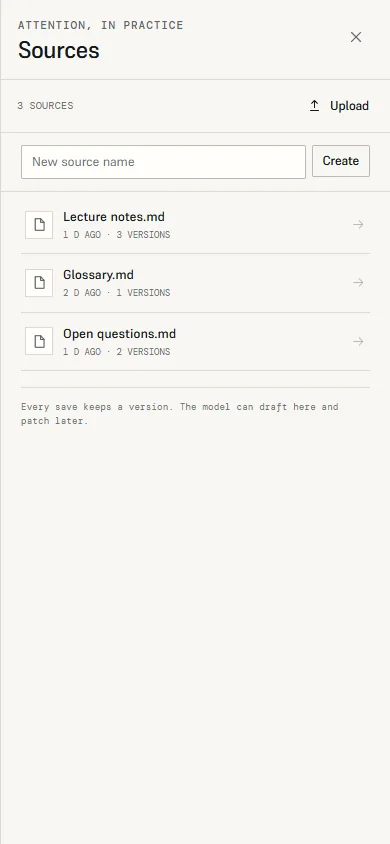 ATTENTION, IN PRACTICE
Sources
3 SOURCES
Upload
New source name
Create
Lecture notes.md
1 D AGO · 3 VERSIONS
Glossary.md
2 D AGO · 1 VERSIONS
Open questions.md
1 D AGO · 2 VERSIONS
Every save keeps a version. The model can draft here and
patch later.